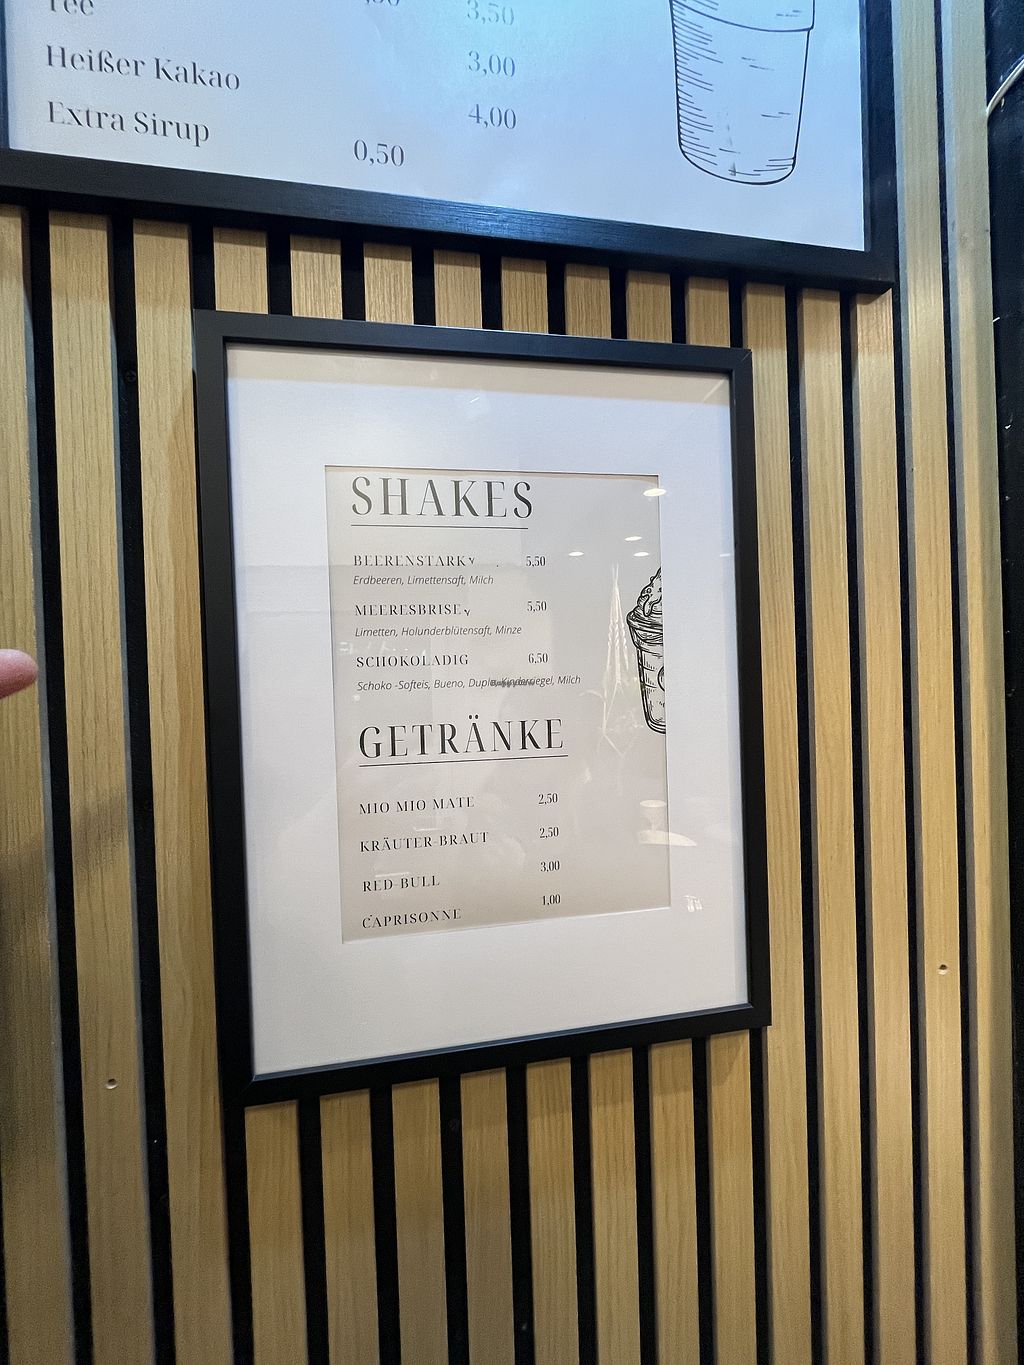 Tee 3,50
Heißer Kakao 3,00
Extra Sirup 4,00
0,50
SHAKES
BEERENSTARK v 5,50
Erdbeeren, Limettensaft, Milch
MEERESBRISE v 5,50
Limetten, Holunderblütensaft, Minze
SCHOKOLADIG 6,50
Schoko -Softeis, Bueno, Duplo, Kinderriegel, Milch
GETRÄNKE
MIO MIO MATE 2,50
KRÄUTER-BRAUT 2,50
RED-BULL 3,00
CAPRISONNE 1,00